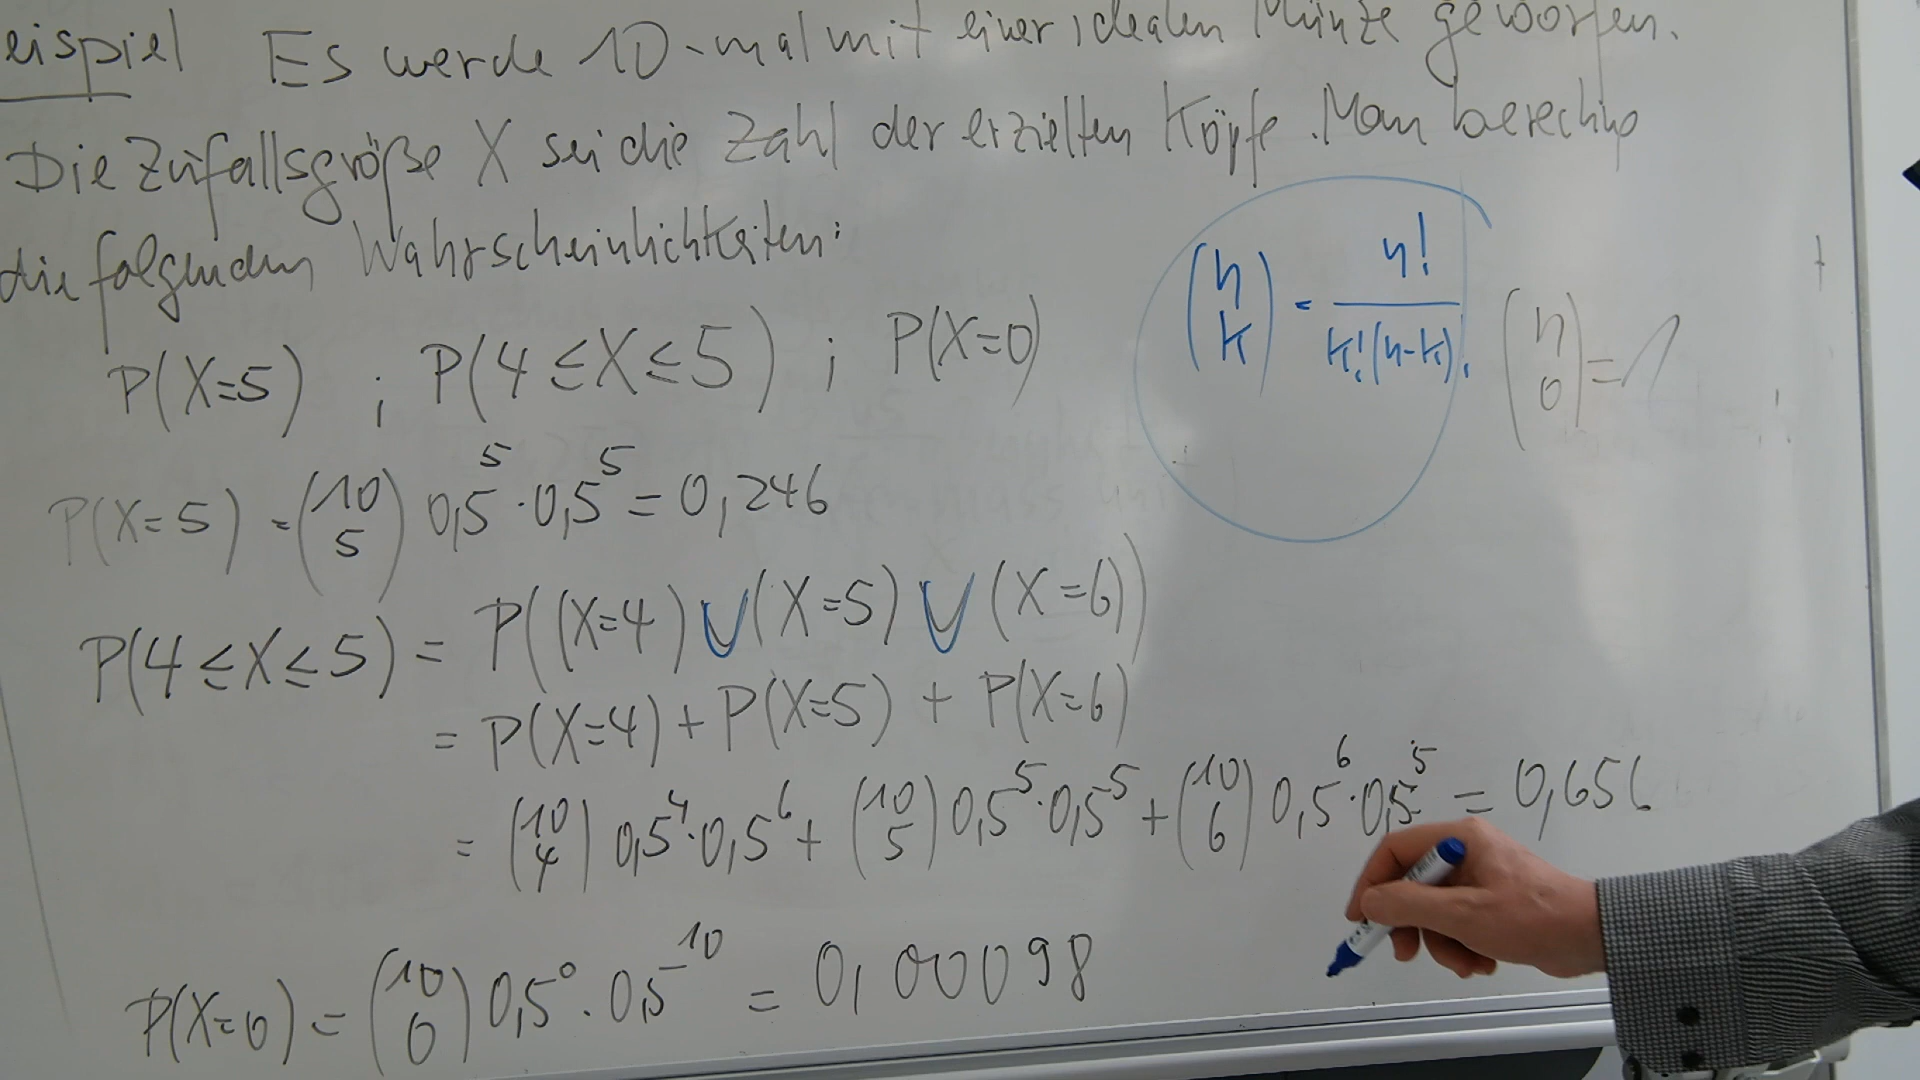 eispiel Es werde 10-mal mit einer idealen Münze geworfen.
Die Zufallsgröße X sei die Zahl der erzielten Köpfe. Man berechne
die folgenden Wahrscheinlichkeiten:
P(X=5) ; P(4≤X≤5) ; P(X=0)
(n k) = n! / k!(n-k)! (n 0) = 1
P(X=5) = (10 5) 0,5^5 · 0,5^5 = 0,246
P(4≤X≤5) = P((X=4) ∪ (X=5) ∪ (X=6))
= P(X=4) + P(X=5) + P(X=6)
= (10 4) 0,5^4 · 0,5^6 + (10 5) 0,5^5 · 0,5^5 + (10 6) 0,5^6 · 0,5^5 = 0,656
P(X=0) = (10 0) 0,5^0 · 0,5^10 = 0,00098